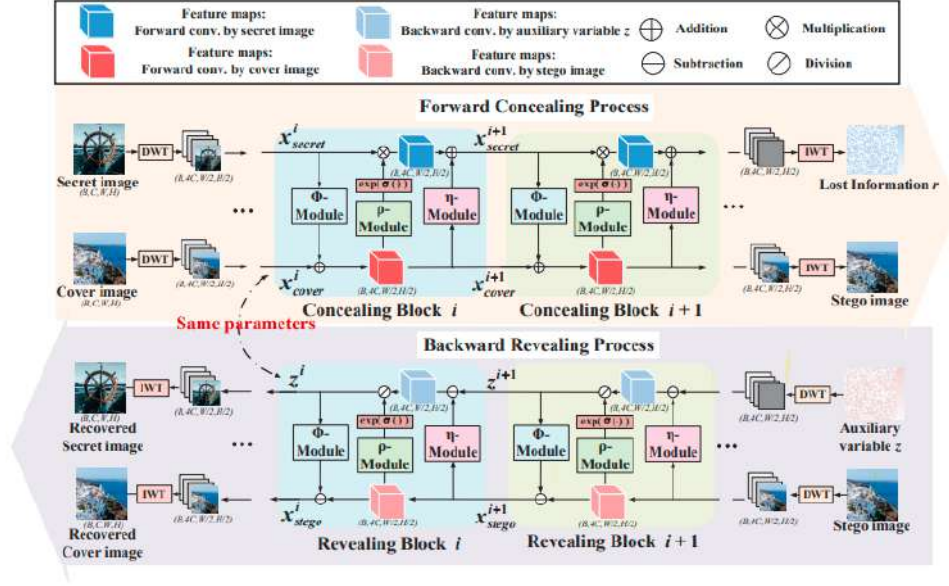 Feature maps:
Forward conv. by secret image
Feature maps:
Backward conv. by auxiliary variable z
Addition
Multiplication
Feature maps:
Forward conv. by cover image
Feature maps:
Backward conv. by stego image
Subtraction
Division
Forward Concealing Process
Secret image
(B,C,W,H)
DWT
(B,4C,W/2,H/2)
x^i_secret
exp(σ(·))
Φ-Module
ρ-Module
η-Module
x^{i+1}_secret
exp(σ(·))
Φ-Module
ρ-Module
η-Module
(B,4C,W/2,H/2)
IWT
Lost Information r
...
...
Cover image
(B,C,W,H)
DWT
(B,4C,W/2,H/2)
x^i_cover
(B,4C,W/2,H/2)
x^{i+1}_cover
(B,4C,W/2,H/2)
(B,4C,W/2,H/2)
IWT
Stego image
Concealing Block i
Concealing Block i + 1
Same parameters
Backward Revealing Process
Recovered
Secret image
(B,C,W,H)
IWT
(B,4C,W/2,H/2)
z^i
(B,4C,W/2,H/2)
exp(σ(·))
Φ-Module
ρ-Module
η-Module
z^{i+1}
(B,4C,W/2,H/2)
exp(σ(·))
Φ-Module
ρ-Module
η-Module
(B,4C,W/2,H/2)
DWT
Auxiliary
variable z
...
...
(B,C,W,H)
Recovered
Cover image
IWT
(B,4C,W/2,H/2)
x^i_stego
(B,4C,W/2,H/2)
x^{i+1}_stego
(B,4C,W/2,H/2)
(B,4C,W/2,H/2)
DWT
Stego image
Revealing Block i
Revealing Block i + 1